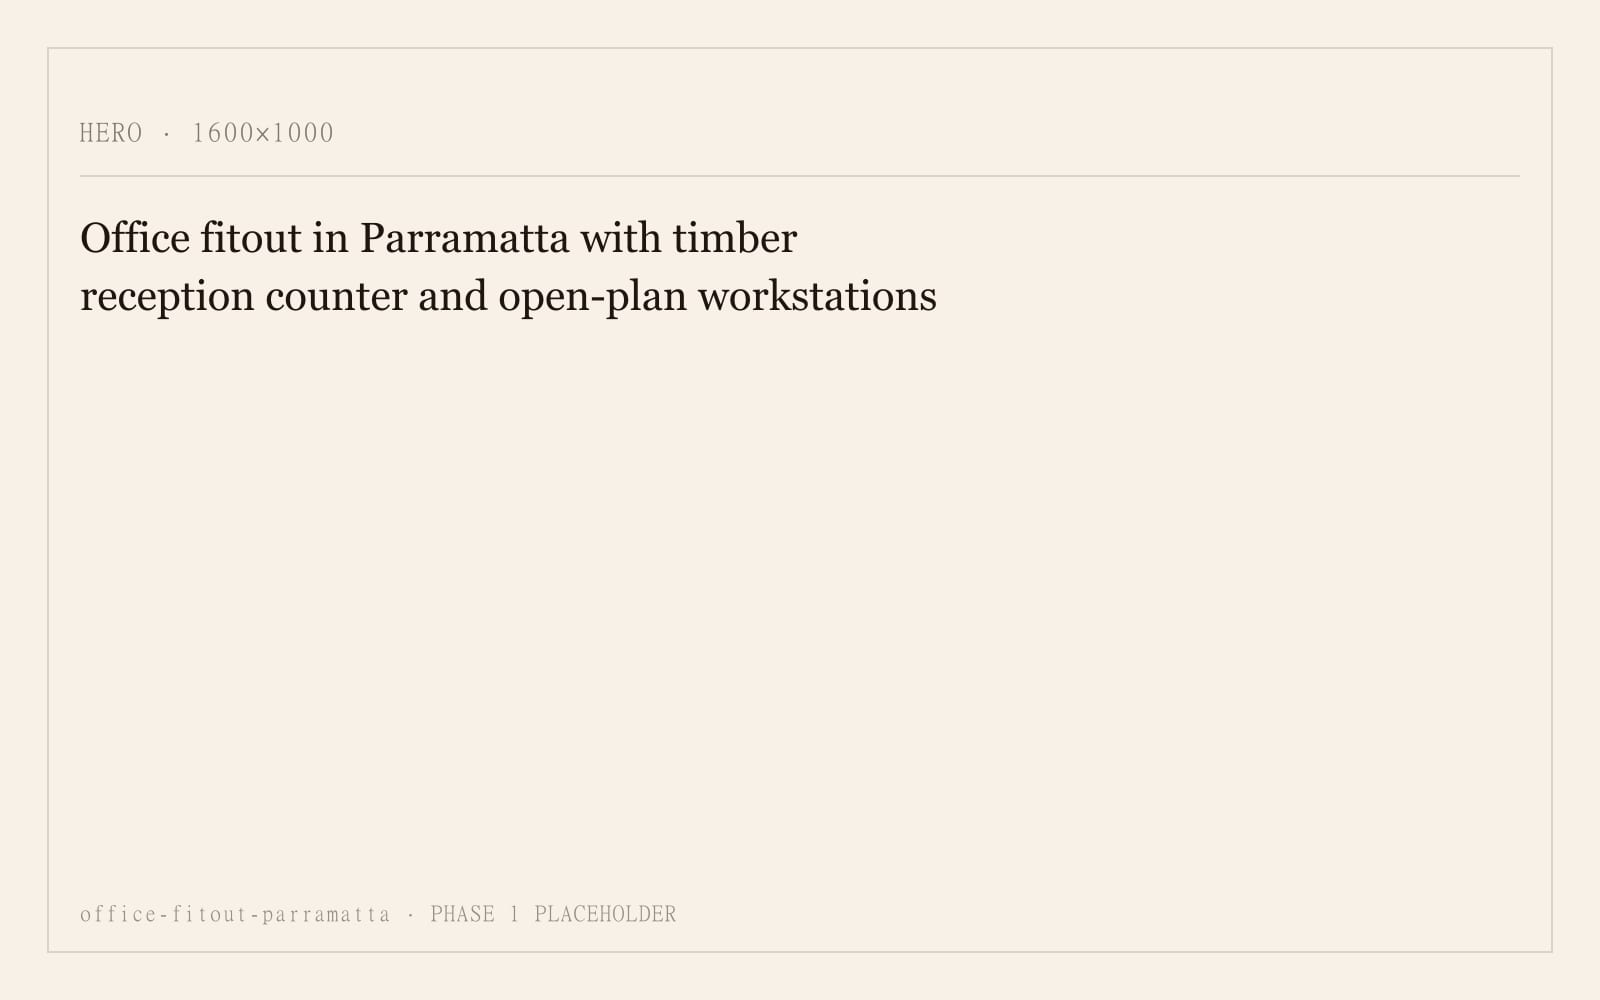 HERO · 1600×1000
Office fitout in Parramatta with timber
reception counter and open-plan workstations
office-fitout-parramatta · PHASE 1 PLACEHOLDER